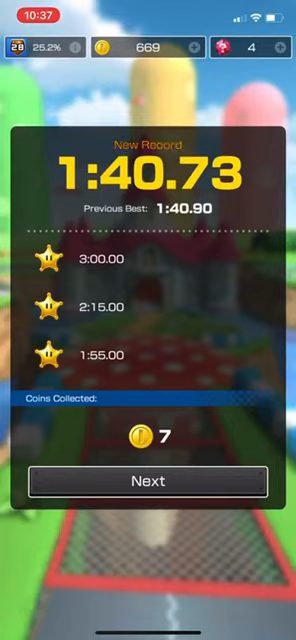 10:37
28 25.2% i 669 + 4 +
New Record
1:40.73
Previous Best: 1:40.90
3:00.00
2:15.00
1:55.00
Coins Collected:
7
Next